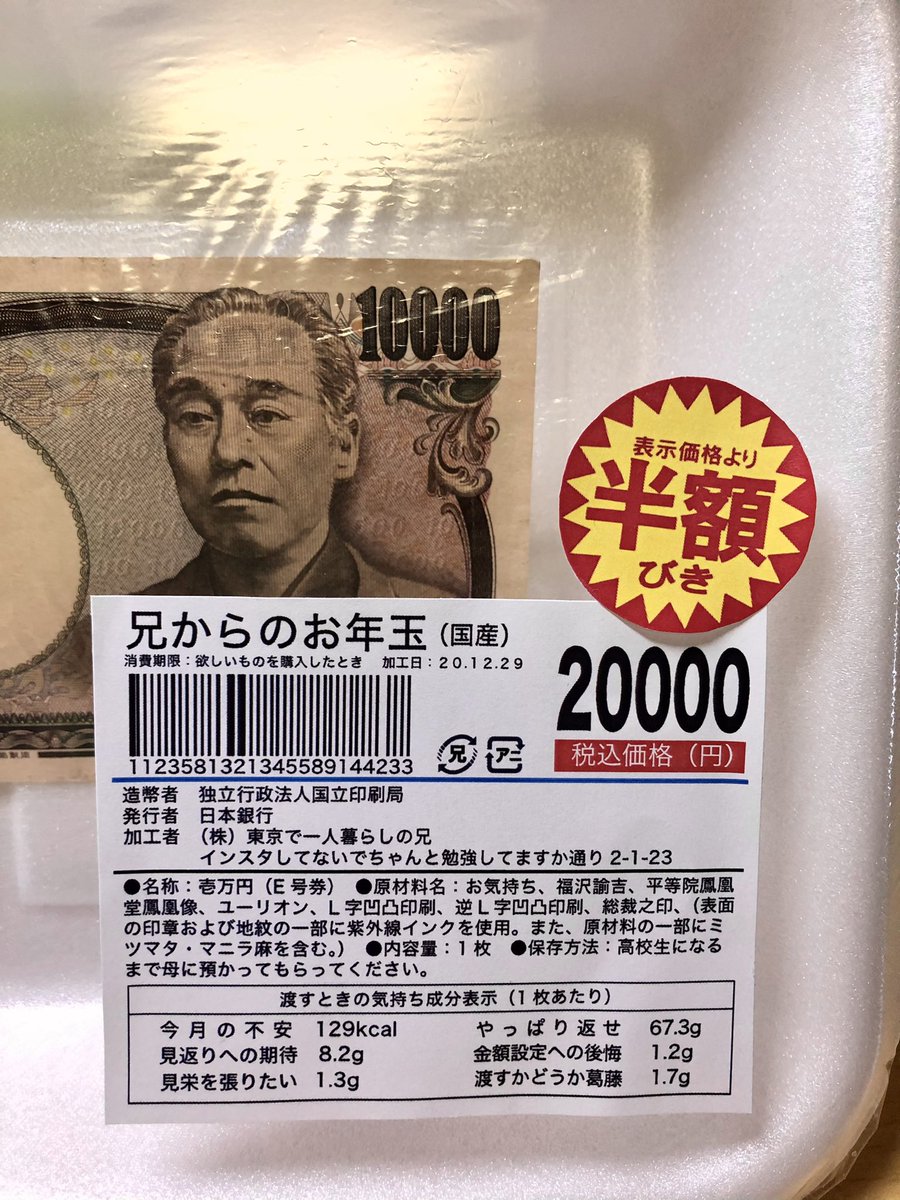 10000
表示価格より
半額
びき
兄からのお年玉(国産)
消費期限:欲しいものを購入したとき 加工日:20.12.29
20000
税込価格(円)
112358132134558914423​3
兄
アニ
造幣者 独立行政法人国立印刷局
発行者 日本銀行
加工者 (株)東京で一人暮らしの兄
インスタしてないでちゃんと勉強してますか通り2-1-23
●名称:壱万円(E号券) ●原材料名:お気持ち、福沢諭吉、平等院鳳凰
堂鳳凰像、ユーリオン、L字凹凸印刷、逆L字凹凸印刷、総裁之印、(表面
の印章および地紋の一部に紫外線インクを使用。また、原材料の一部にミ
ツマタ・マニラ麻を含む。) ●内容量:1枚 ●保存方法:高校生になる
まで母に預かってもらってください。
渡すときの気持ち成分表示(1枚あたり)
今月の不安 129kcal やっぱり返せ 67.3g
見返りへの期待 8.2g 金額設定への後悔 1.2g
見栄を張りたい 1.3g 渡すかどうか葛藤 1.7g